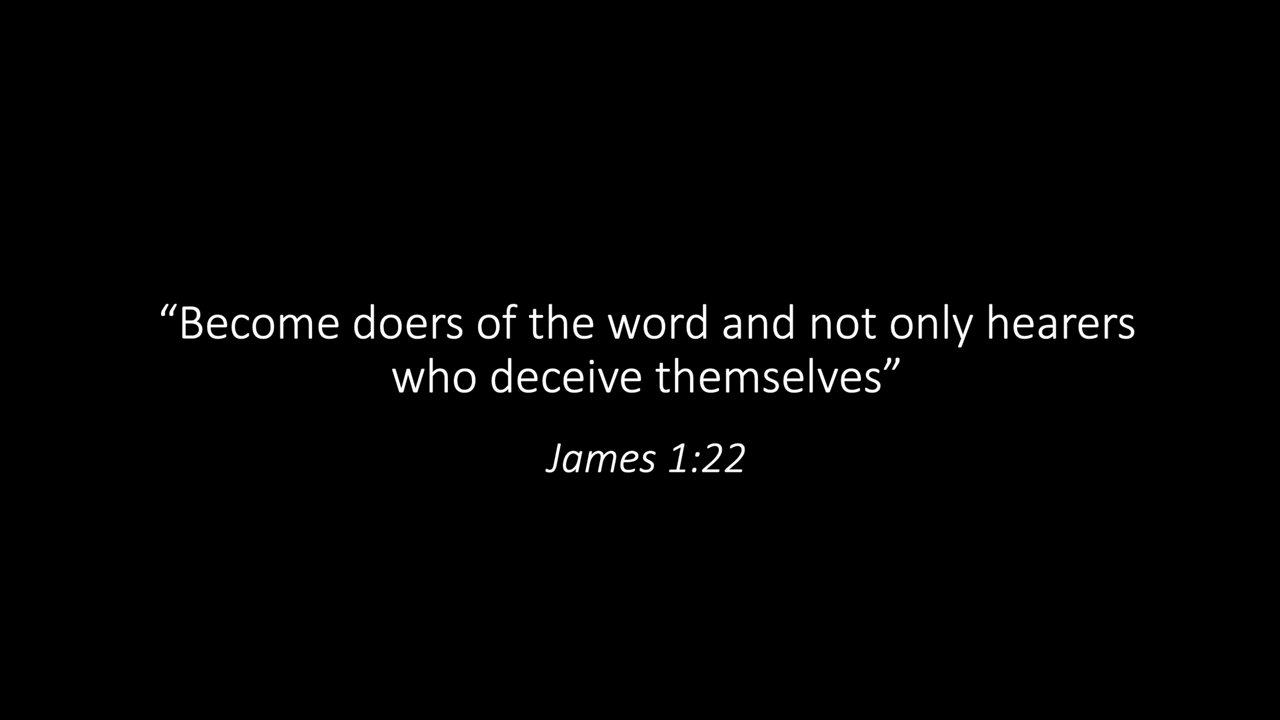 “Become doers of the word and not only hearers
who deceive themselves”
James 1:22